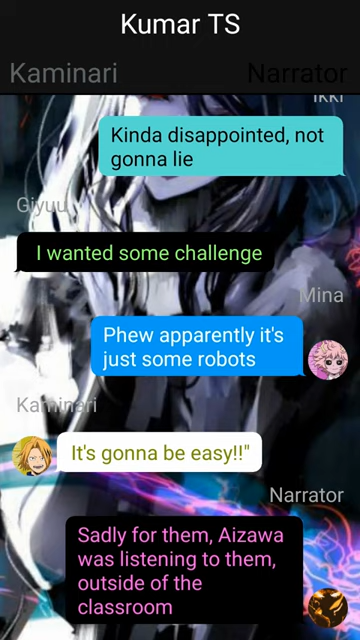 Kumar TS
Kaminari
Narrator
Ikki
Kinda disappointed, not
gonna lie
Giyuu
I wanted some challenge
Mina
Phew apparently it's
just some robots
Kaminari
It's gonna be easy!!"
Narrator
Sadly for them, Aizawa
was listening to them,
outside of the
classroom